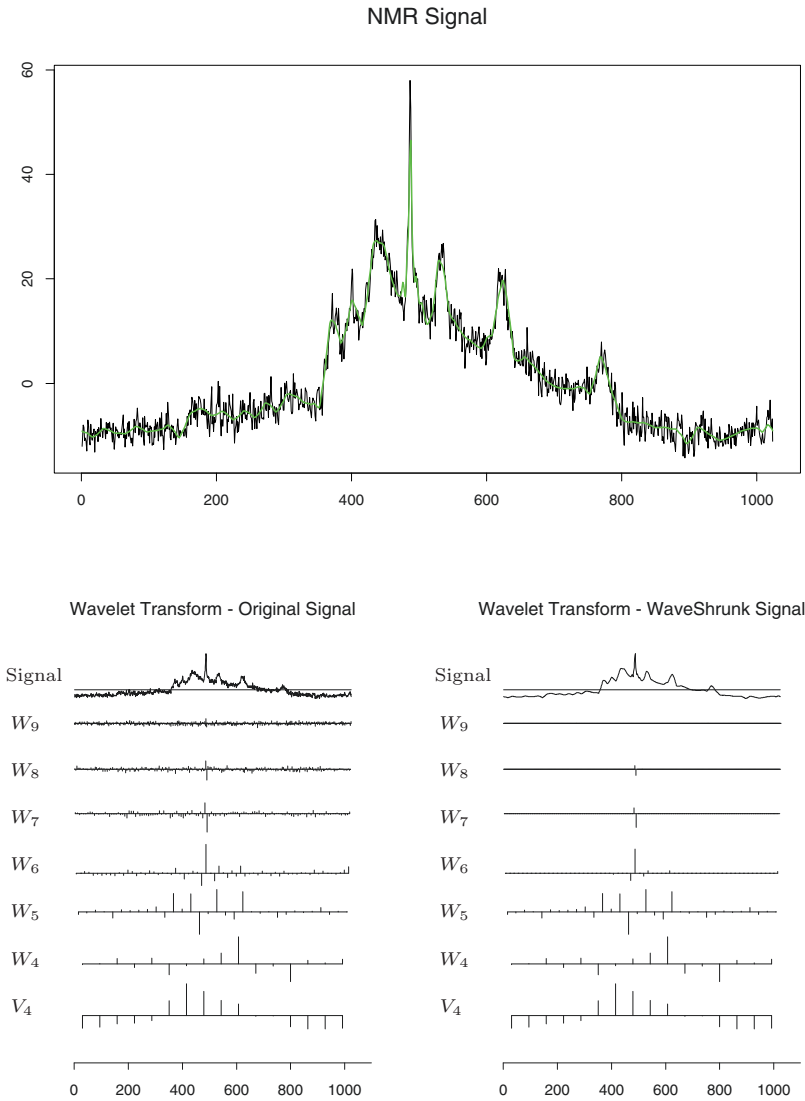 NMR Signal
60
40
20
0
0 200 400 600 800 1000
Wavelet Transform - Original Signal
Wavelet Transform - WaveShrunk Signal
Signal
Signal
W9
W9
W8
W8
W7
W7
W6
W6
W5
W5
W4
W4
V4
V4
0 200 400 600 800 1000
0 200 400 600 800 1000